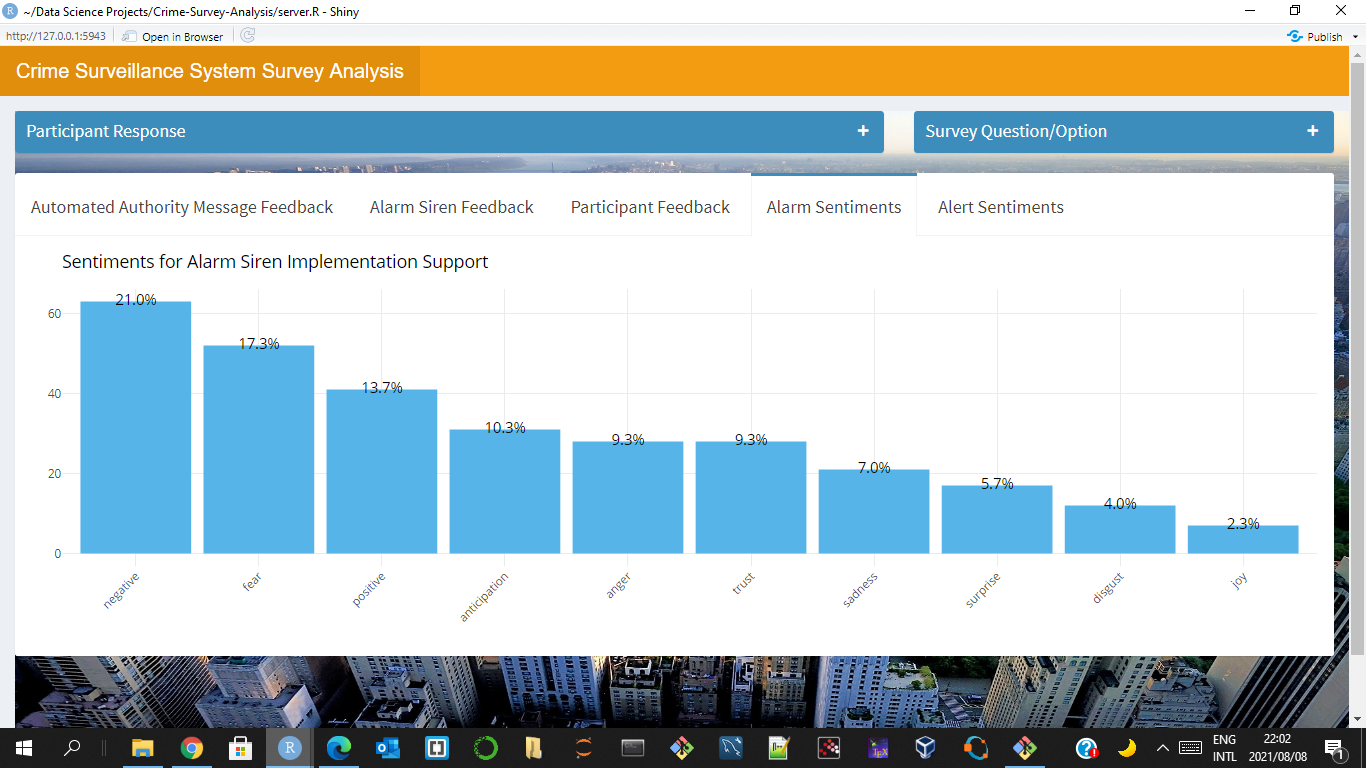 ~/Data Science Projects/Crime-Survey-Analysis/server.R - Shiny
http://127.0.0.1:5943 Open in Browser Publish
Crime Surveillance System Survey Analysis
Participant Response + Survey Question/Option +
Automated Authority Message Feedback Alarm Siren Feedback Participant Feedback Alarm Sentiments Alert Sentiments
Sentiments for Alarm Siren Implementation Support
21.0%
60
17.3%
13.7%
40
10.3%
9.3% 9.3%
7.0%
20
5.7%
4.0%
2.3%
0
negative fear positive anticipation anger trust sadness surprise disgust joy
ENG 22:02
INTL 2021/08/08 1